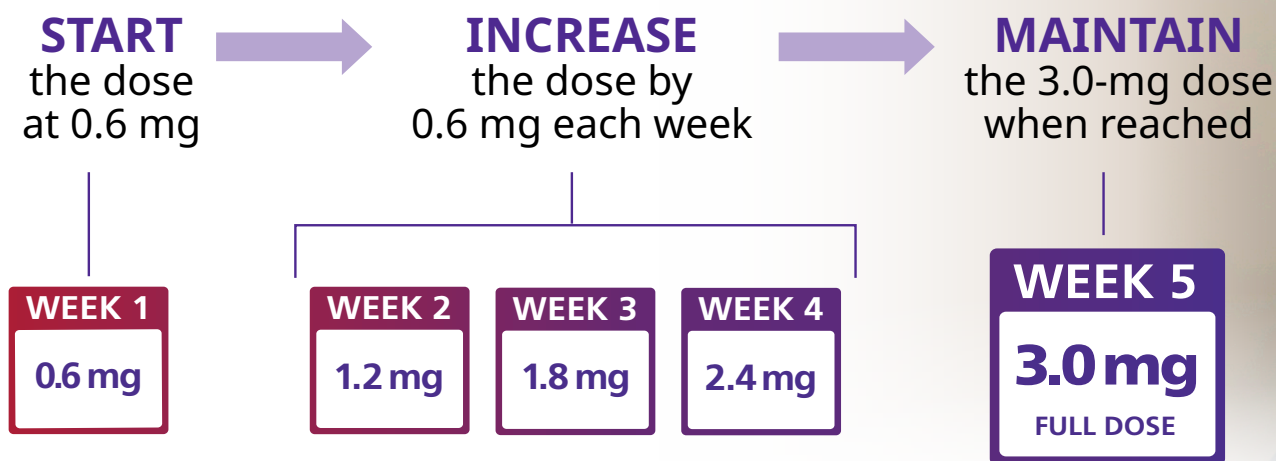 START
the dose
at 0.6 mg
INCREASE
the dose by
0.6 mg each week
MAINTAIN
the 3.0-mg dose
when reached
WEEK 1
0.6 mg
WEEK 2
1.2 mg
WEEK 3
1.8 mg
WEEK 4
2.4 mg
WEEK 5
3.0 mg
FULL DOSE